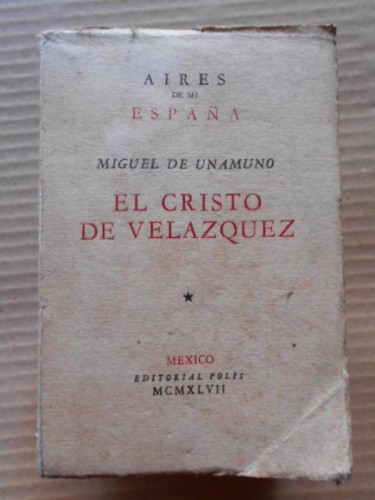 AIRES
DE MI
ESPAÑA
MIGUEL DE UNAMUNO
EL CRISTO
DE VELAZQUEZ
MEXICO
EDITORIAL POLIS
MCMXLVII